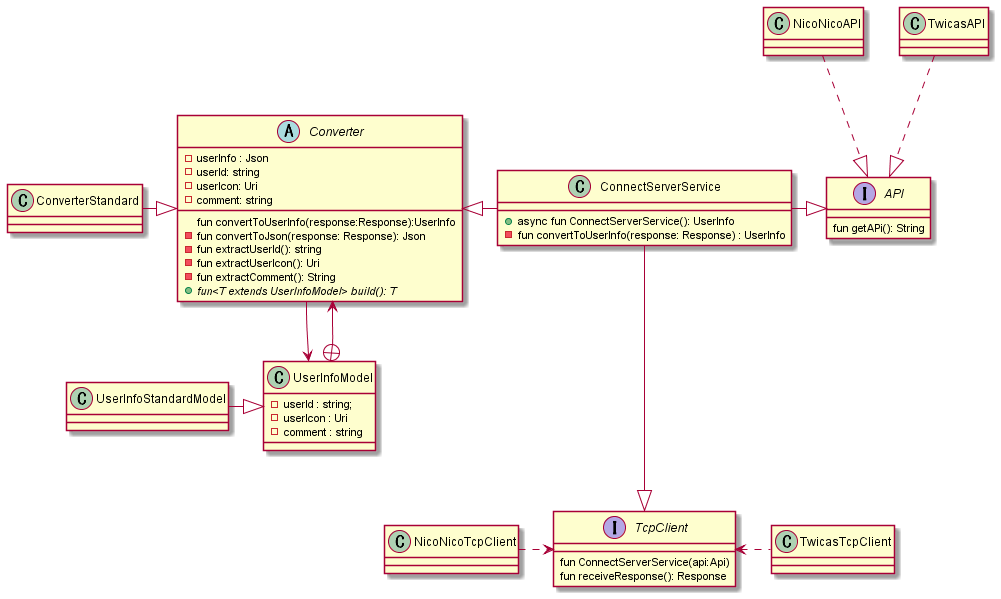 C NicoNicoAPI
C TwicasAPI
A Converter
userInfo : Json
userId: string
userIcon: Uri
comment: string
fun convertToUserInfo(response:Response):UserInfo
fun convertToJson(response: Response): Json
fun extractUserId(): string
fun extractUserIcon(): Uri
fun extractComment(): String
fun<T extends UserInfoModel> build(): T
C ConverterStandard
C ConnectServerService
async fun ConnectServerService(): UserInfo
fun convertToUserInfo(response: Response) : UserInfo
I API
fun getAPi(): String
C UserInfoModel
userId : string;
userIcon : Uri
comment : string
C UserInfoStandardModel
C NicoNicoTcpClient
I TcpClient
fun ConnectServerService(api:Api)
fun receiveResponse(): Response
C TwicasTcpClient